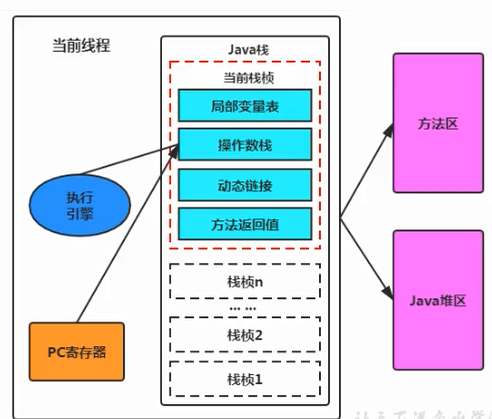 当前线程
Java栈
当前栈桢
局部变量表
操作数栈
动态链接
方法返回值
执行
引擎
PC寄存器
栈桢n
... ...
栈桢2
栈桢1
方法区
Java堆区